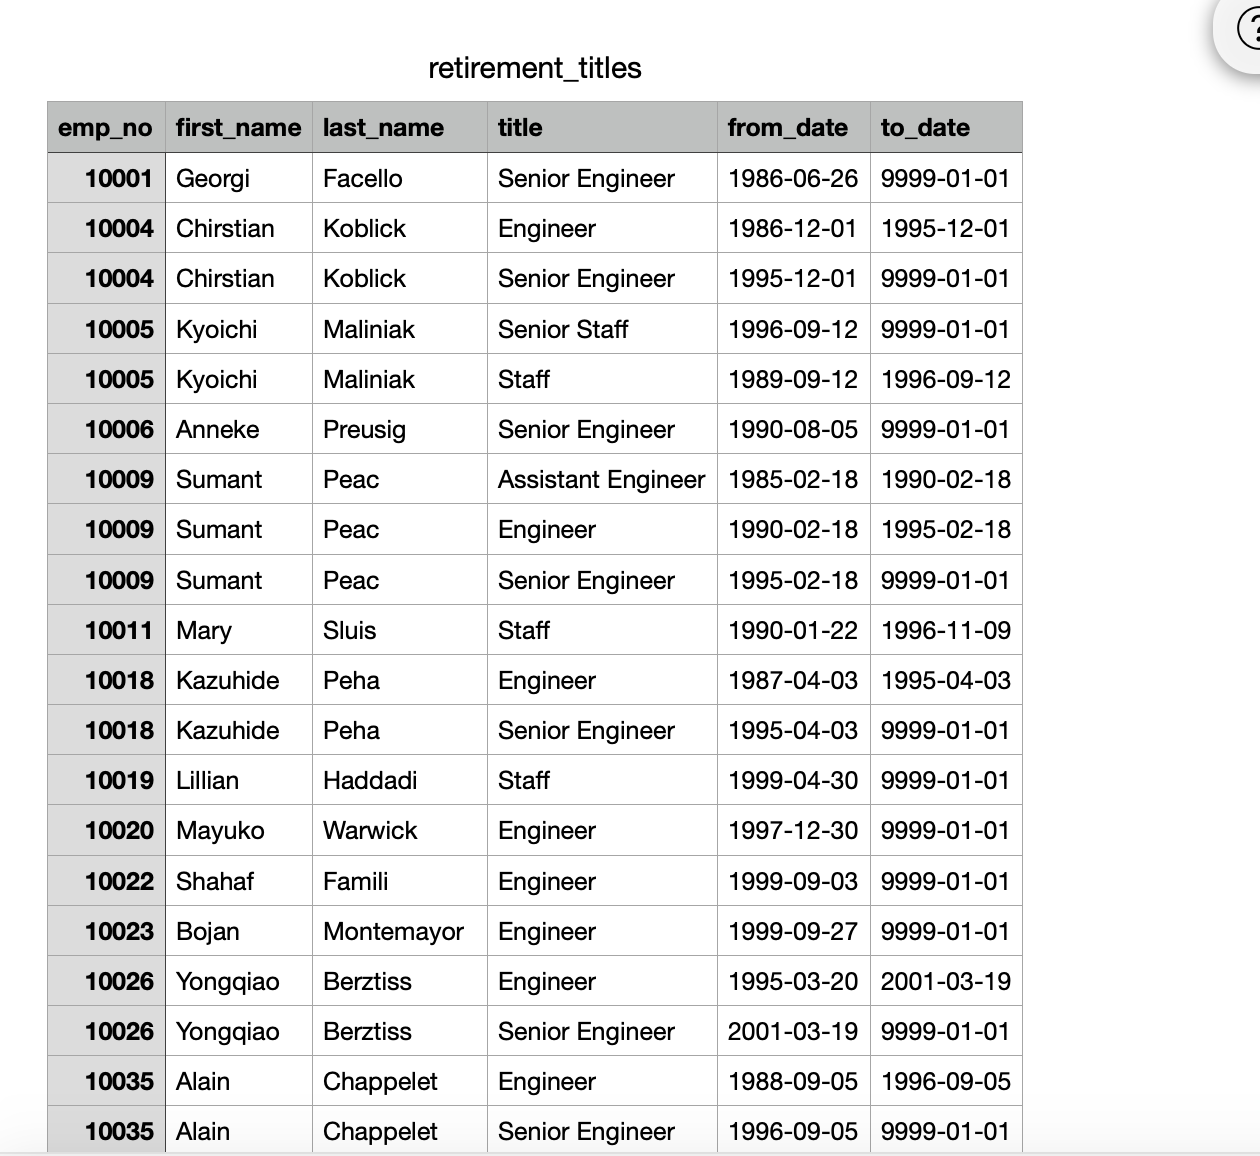 ?
retirement_titles
emp_no first_name last_name title from_date to_date
10001 Georgi Facello Senior Engineer 1986-06-26 9999-01-01
10004 Chirstian Koblick Engineer 1986-12-01 1995-12-01
10004 Chirstian Koblick Senior Engineer 1995-12-01 9999-01-01
10005 Kyoichi Maliniak Senior Staff 1996-09-12 9999-01-01
10005 Kyoichi Maliniak Staff 1989-09-12 1996-09-12
10006 Anneke Preusig Senior Engineer 1990-08-05 9999-01-01
10009 Sumant Peac Assistant Engineer 1985-02-18 1990-02-18
10009 Sumant Peac Engineer 1990-02-18 1995-02-18
10009 Sumant Peac Senior Engineer 1995-02-18 9999-01-01
10011 Mary Sluis Staff 1990-01-22 1996-11-09
10018 Kazuhide Peha Engineer 1987-04-03 1995-04-03
10018 Kazuhide Peha Senior Engineer 1995-04-03 9999-01-01
10019 Lillian Haddadi Staff 1999-04-30 9999-01-01
10020 Mayuko Warwick Engineer 1997-12-30 9999-01-01
10022 Shahaf Famili Engineer 1999-09-03 9999-01-01
10023 Bojan Montemayor Engineer 1999-09-27 9999-01-01
10026 Yongqiao Berztiss Engineer 1995-03-20 2001-03-19
10026 Yongqiao Berztiss Senior Engineer 2001-03-19 9999-01-01
10035 Alain Chappelet Engineer 1988-09-05 1996-09-05
10035 Alain Chappelet Senior Engineer 1996-09-05 9999-01-01